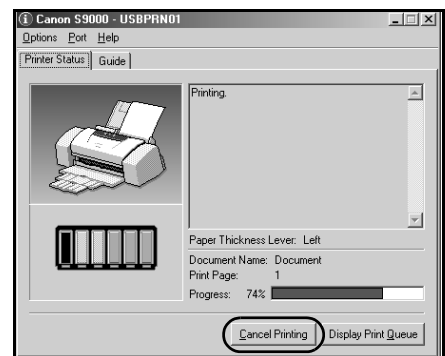 Canon S9000 - USBPRN01
Options Port Help
Printer Status Guide
Printing.
Paper Thickness Lever: Left
Document Name: Document
Print Page: 1
Progress: 74%
Cancel Printing Display Print Queue